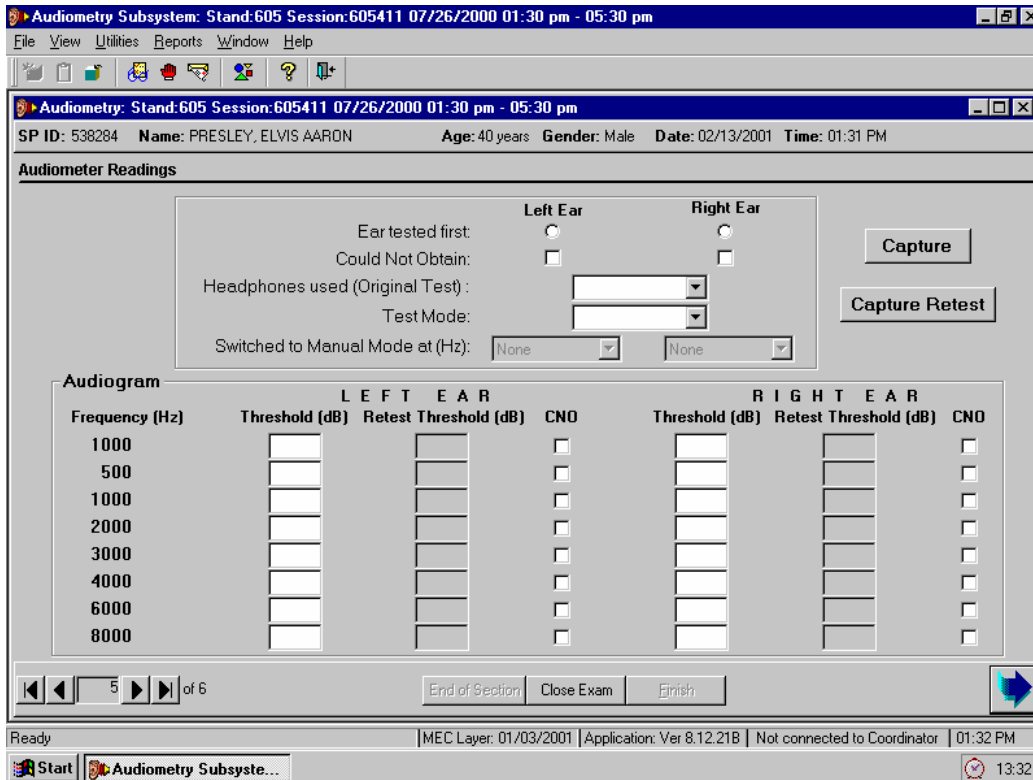 Audiometry Subsystem: Stand:605 Session:605411 07/26/2000 01:30 pm - 05:30 pm
File View Utilities Reports Window Help
Audiometry: Stand:605 Session:605411 07/26/2000 01:30 pm - 05:30 pm
SP ID: 538284 Name: PRESLEY, ELVIS AARON Age: 40 years Gender: Male Date: 02/13/2001 Time: 01:31 PM
Audiometer Readings
Left Ear Right Ear
Ear tested first:
Could Not Obtain:
Capture
Headphones used (Original Test) :
Capture Retest
Test Mode:
Switched to Manual Mode at (Hz): None None
Audiogram
LEFT EAR RIGHT EAR
Frequency (Hz) Threshold (dB) Retest Threshold (dB) CNO Threshold (dB) Retest Threshold (dB) CNO
1000
500
1000
2000
3000
4000
6000
8000
5 of 6 End of Section Close Exam Finish
Ready MEC Layer: 01/03/2001 Application: Ver 8.12.21B Not connected to Coordinator 01:32 PM
Start Audiometry Subsyste... 13:32